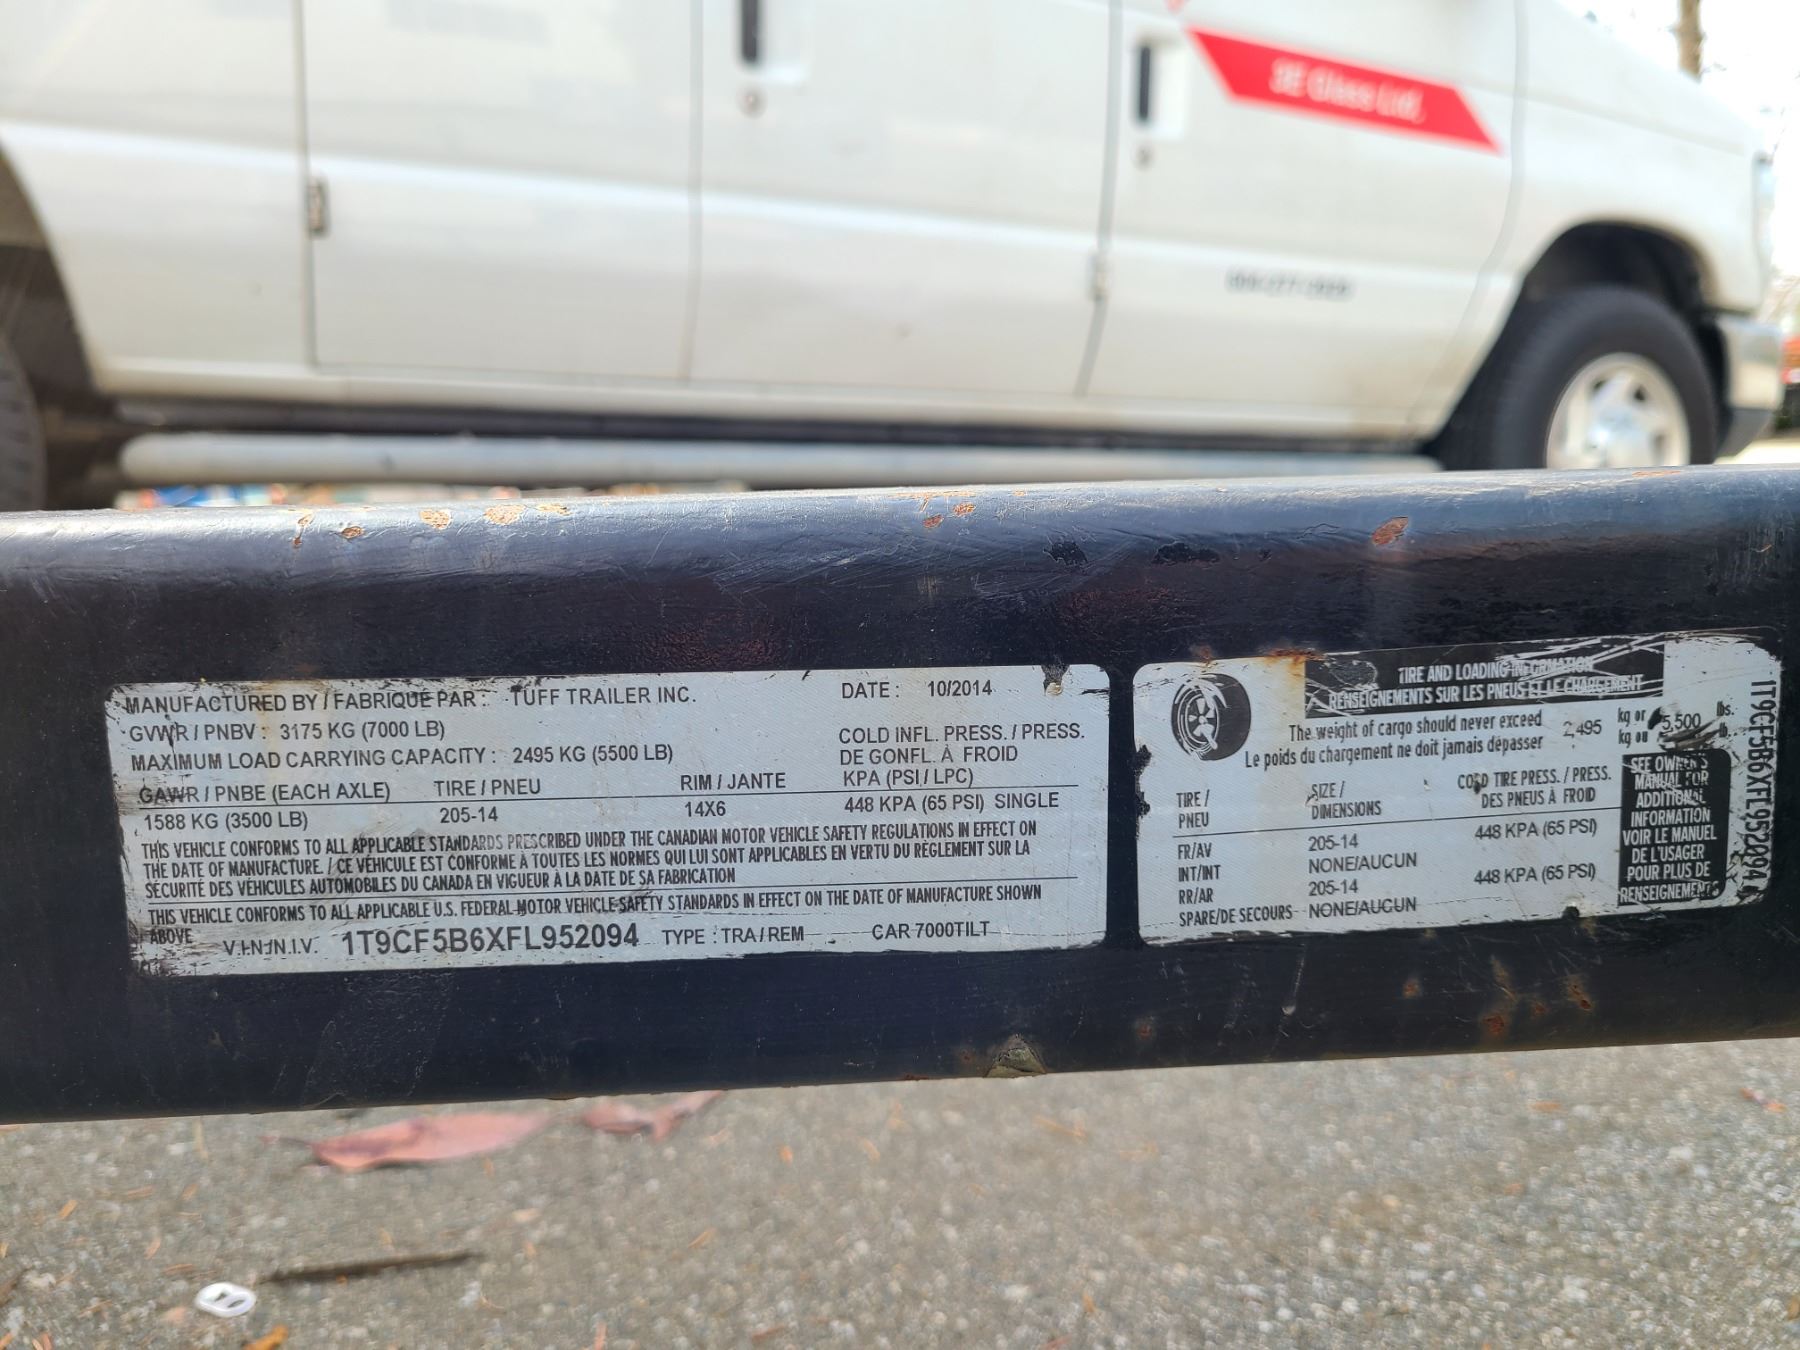 3E Glass Ltd.
MANUFACTURED BY / FABRIQUÉ PAR : TUFF TRAILER INC. DATE : 10/2014
GVWR / PNBV : 3175 KG (7000 LB)
MAXIMUM LOAD CARRYING CAPACITY : 2495 KG (5500 LB)
COLD INFL. PRESS. / PRESS.
DE GONFL. À FROID
GAWR / PNBE (EACH AXLE) TIRE / PNEU RIM / JANTE KPA (PSI / LPC)
1588 KG (3500 LB) 205-14 14X6 448 KPA (65 PSI) SINGLE
THIS VEHICLE CONFORMS TO ALL APPLICABLE STANDARDS PRESCRIBED UNDER THE CANADIAN MOTOR VEHICLE SAFETY REGULATIONS IN EFFECT ON
THE DATE OF MANUFACTURE. / CE VÉHICULE EST CONFORME À TOUTES LES NORMES QUI LUI SONT APPLICABLES EN VERTU DU RÈGLEMENT SUR LA
SÉCURITÉ DES VÉHICULES AUTOMOBILES DU CANADA EN VIGUEUR À LA DATE DE SA FABRICATION
THIS VEHICLE CONFORMS TO ALL APPLICABLE U.S. FEDERAL MOTOR VEHICLE SAFETY STANDARDS IN EFFECT ON THE DATE OF MANUFACTURE SHOWN
ABOVE
V.I.N./N.I.V. 1T9CF5B6XFL952094 TYPE : TRA / REM CAR 7000TILT
TIRE AND LOADING INFORMATION
RENSEIGNEMENTS SUR LES PNEUS ET LE CHARGEMENT
The weight of cargo should never exceed 2,495 kg or 5,500 lbs.
Le poids du chargement ne doit jamais dépasser kg ou lb.
TIRE / SIZE / COLD TIRE PRESS. / PRESS.
PNEU DIMENSIONS DES PNEUS À FROID
FR/AV 205-14 448 KPA (65 PSI)
INT/INT NONE/AUCUN
RR/AR 205-14 448 KPA (65 PSI)
SPARE/DE SECOURS NONE/AUCUN
SEE OWNER'S
MANUAL FOR
ADDITIONAL
INFORMATION
VOIR LE MANUEL
DE L'USAGER
POUR PLUS DE
RENSEIGNEMENTS
1T9CF5B6XFL952094